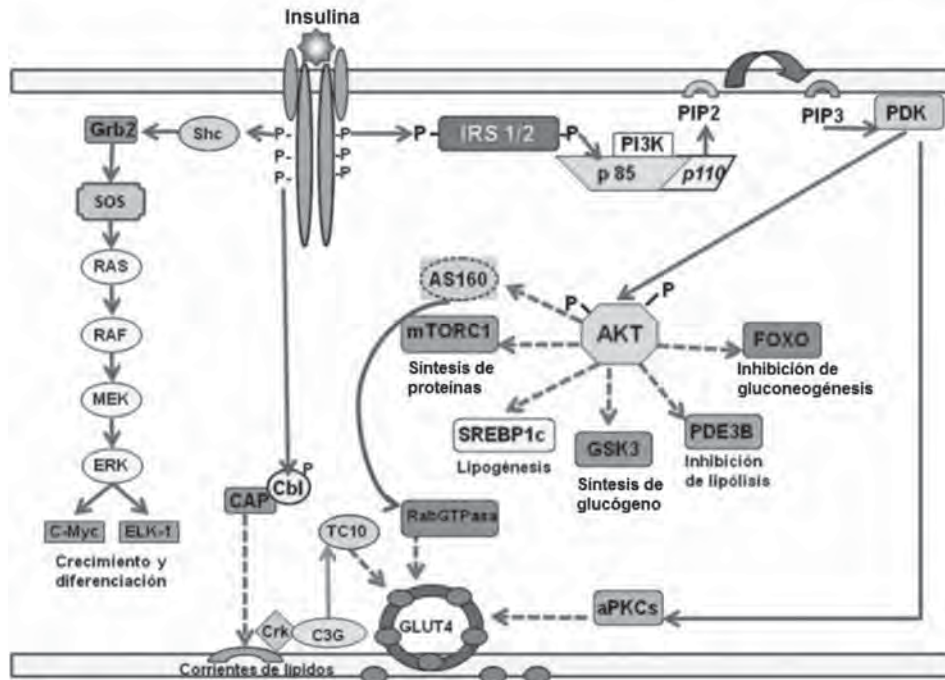 Insulina
PIP2
PIP3
PDK
Grb2
Shc
P-
P-
P-
-P
-P
-P
P-
IRS 1/2
-P
PI3K
p 85
p110
SOS
RAS
RAF
MEK
ERK
C-Myc
ELK-1
Crecimiento y
diferenciación
AS160
P
P
AKT
mTORC1
Síntesis de
proteínas
FOXO
Inhibición de
gluconeogénesis
SREBP1c
Lipogénesis
GSK3
Síntesis de
glucógeno
PDE3B
Inhibición
de lipólisis
P
Cbl
CAP
TC10
RabGTPasa
Crk
C3G
GLUT4
aPKCs
Corrientes de lípidos